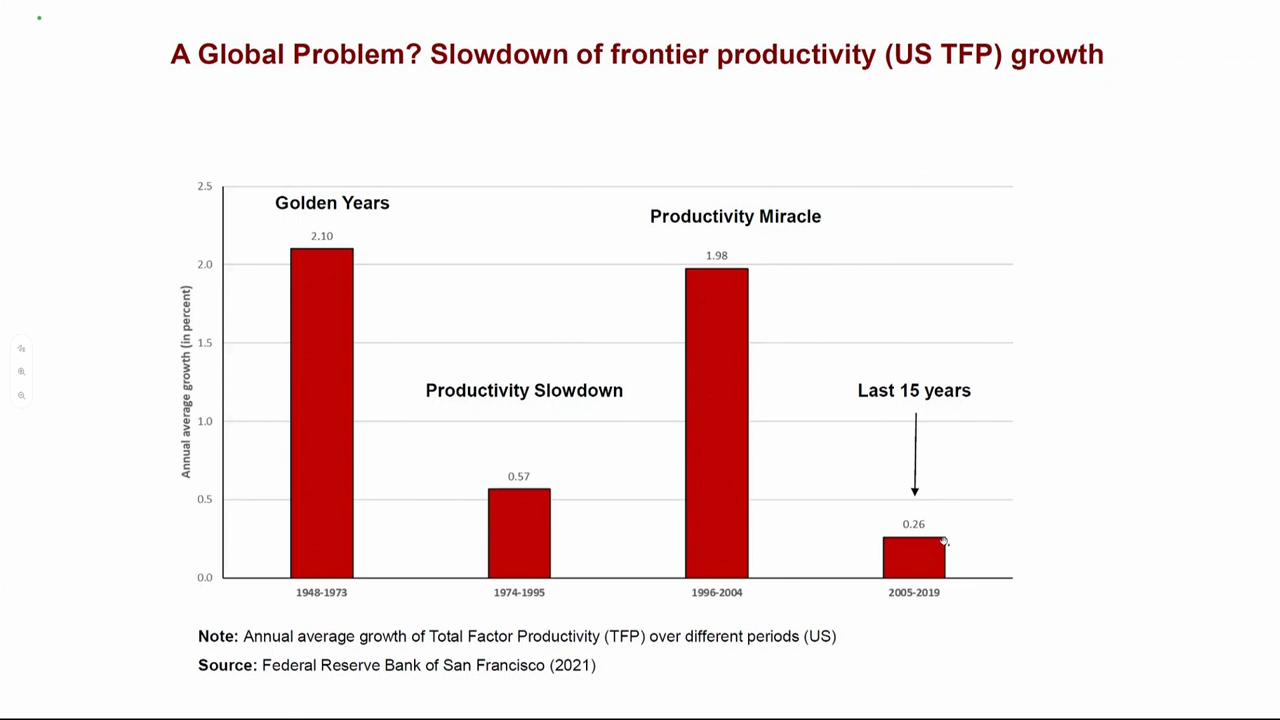 A Global Problem? Slowdown of frontier productivity (US TFP) growth
Annual average growth (in percent)
2.5
2.0
1.5
1.0
0.5
0.0
Golden Years
2.10
Productivity Slowdown
0.57
Productivity Miracle
1.98
Last 15 years
0.26
1948-1973
1974-1995
1996-2004
2005-2019
Note: Annual average growth of Total Factor Productivity (TFP) over different periods (US)
Source: Federal Reserve Bank of San Francisco (2021)